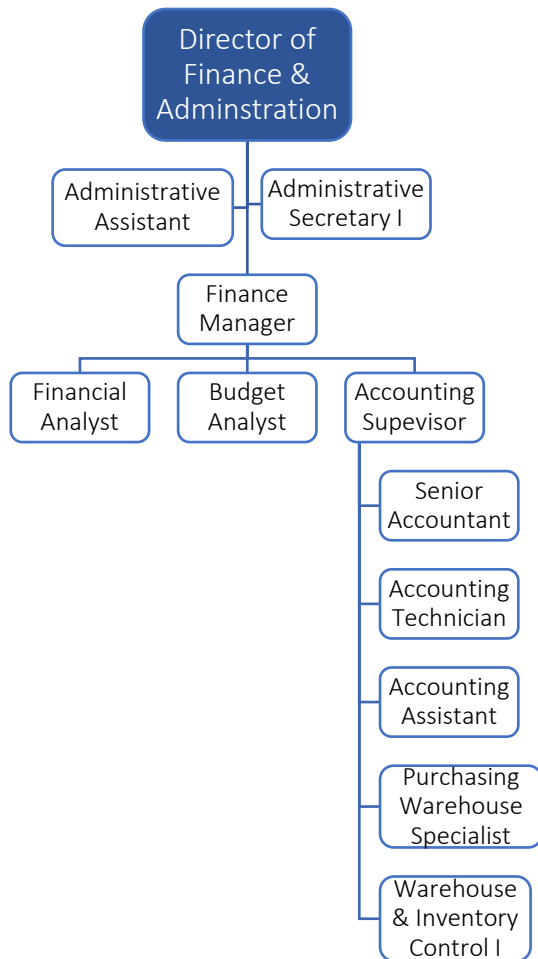 Director of
Finance &
Adminstration
Administrative
Assistant
Administrative
Secretary I
Finance
Manager
Financial
Analyst
Budget
Analyst
Accounting
Supevisor
Senior
Accountant
Accounting
Technician
Accounting
Assistant
Purchasing
Warehouse
Specialist
Warehouse
& Inventory
Control I